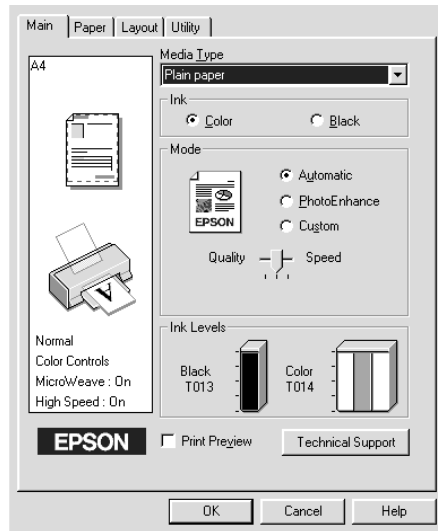 Main Paper Layout Utility
A4
Media Type
Plain paper
Ink
Color Black
Mode
EPSON
Automatic
PhotoEnhance
Custom
Quality Speed
A
Normal
Color Controls
MicroWeave : On
High Speed : On
Ink Levels
Black
T013
Color
T014
EPSON
Print Preview
Technical Support
OK Cancel Help